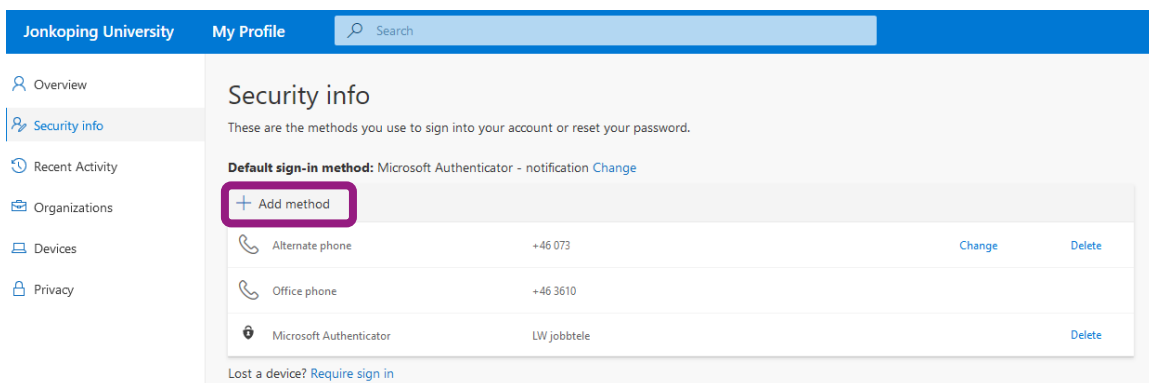 Jonkoping University My Profile Search
Overview
Security info
Recent Activity
Organizations
Devices
Privacy
Security info
These are the methods you use to sign into your account or reset your password.
Default sign-in method: Microsoft Authenticator - notification Change
Add method
Alternate phone +46 073 Change Delete
Office phone +46 3610
Microsoft Authenticator LW jobbtele Delete
Lost a device? Require sign in